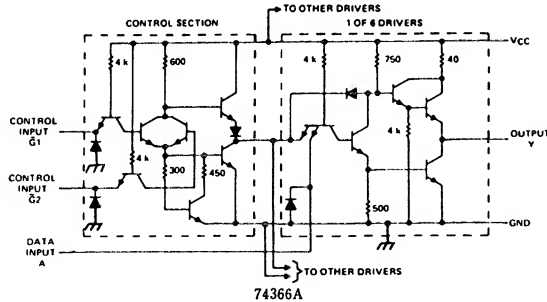 CONTROL SECTION
TO OTHER DRIVERS
1 OF 6 DRIVERS
VCC
4 k
600
4 k
750
40
CONTROL
INPUT
G̅1
4 k
4 k
OUTPUT
Y
300
450
CONTROL
INPUT
G̅2
500
GND
DATA
INPUT
A
TO OTHER DRIVERS
74366A